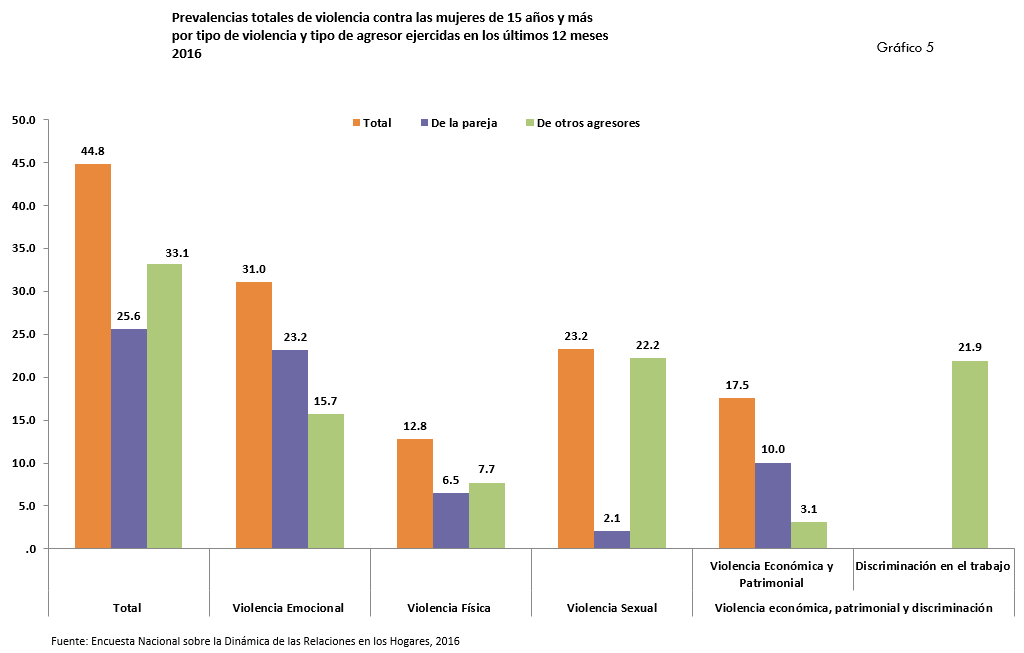 Prevalencias totales de violencia contra las mujeres de 15 años y más
por tipo de violencia y tipo de agresor ejercidas en los últimos 12 meses
2016
Gráfico 5
Total
De la pareja
De otros agresores
50.0
45.0
40.0
35.0
30.0
25.0
20.0
15.0
10.0
5.0
.0
44.8
25.6
33.1
31.0
23.2
15.7
12.8
6.5
7.7
23.2
2.1
22.2
17.5
10.0
3.1
21.9
Violencia Económica y
Patrimonial
Discriminación en el trabajo
Total
Violencia Emocional
Violencia Física
Violencia Sexual
Violencia económica, patrimonial y discriminación
Fuente: Encuesta Nacional sobre la Dinámica de las Relaciones en los Hogares, 2016